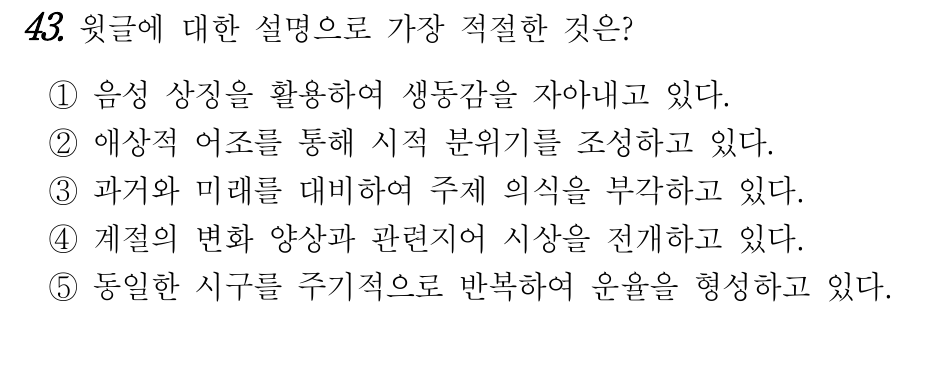 43. 윗글에 대한 설명으로 가장 적절한 것은?
① 음성 상징을 활용하여 생동감을 자아내고 있다.
② 애상적 어조를 통해 시적 분위기를 조성하고 있다.
③ 과거와 미래를 대비하여 주제 의식을 부각하고 있다.
④ 계절의 변화 양상과 관련지어 시상을 전개하고 있다.
⑤ 동일한 시구를 주기적으로 반복하여 운율을 형성하고 있다.